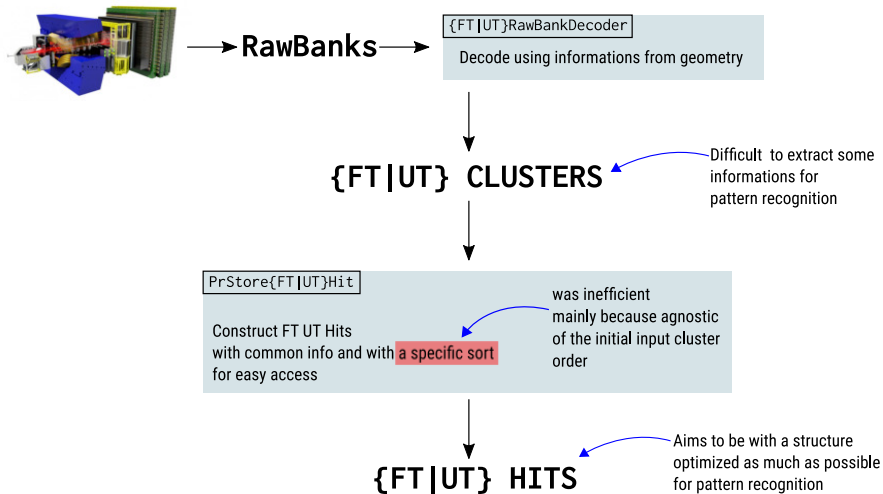 {FT|UT}RawBankDecoder
RawBanks
Decode using informations from geometry
{FT|UT} CLUSTERS
Difficult to extract some
informations for
pattern recognition
PrStore{FT|UT}Hit
was inefficient
mainly because agnostic
of the initial input cluster
order
Construct FT UT Hits
with common info and with a specific sort
for easy access
{FT|UT} HITS
Aims to be with a structure
optimized as much as possible
for pattern recognition